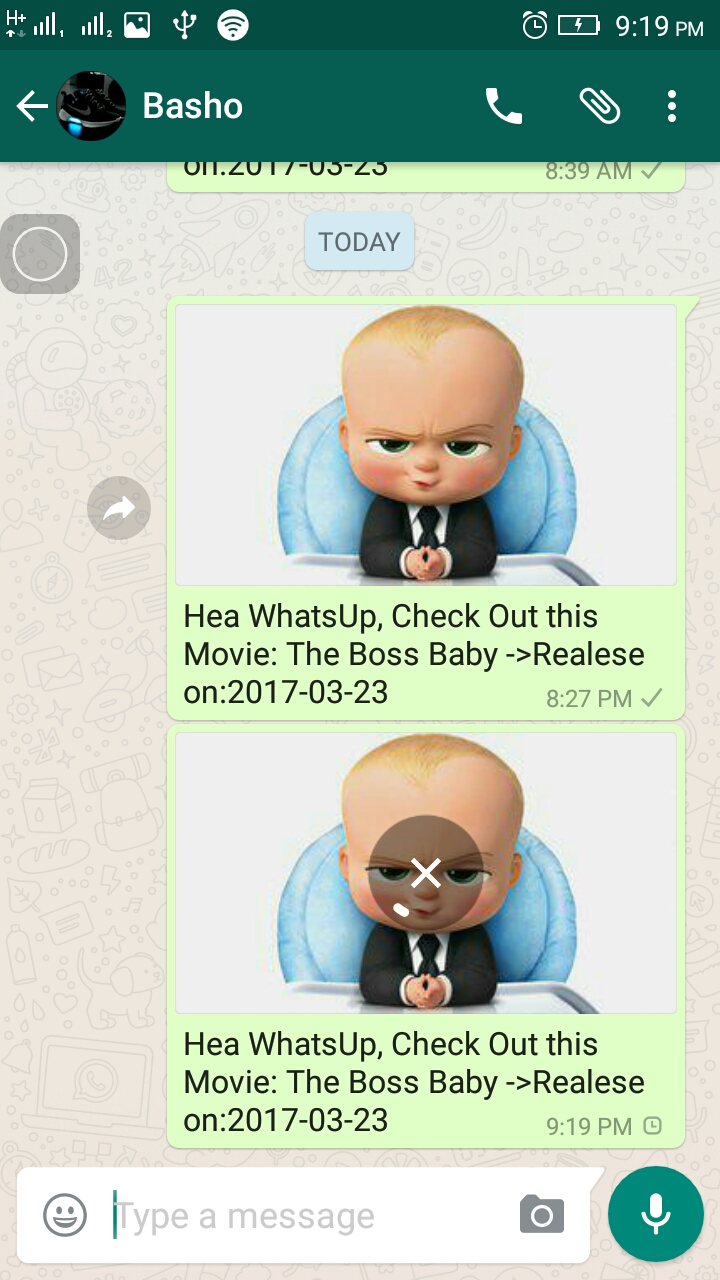 H+ 1 2 9:19 PM
Basho
on:2017-03-23 8:39 AM
TODAY
Hea WhatsUp, Check Out this
Movie: The Boss Baby ->Realese
on:2017-03-23 8:27 PM
Hea WhatsUp, Check Out this
Movie: The Boss Baby ->Realese
on:2017-03-23 9:19 PM
Type a message